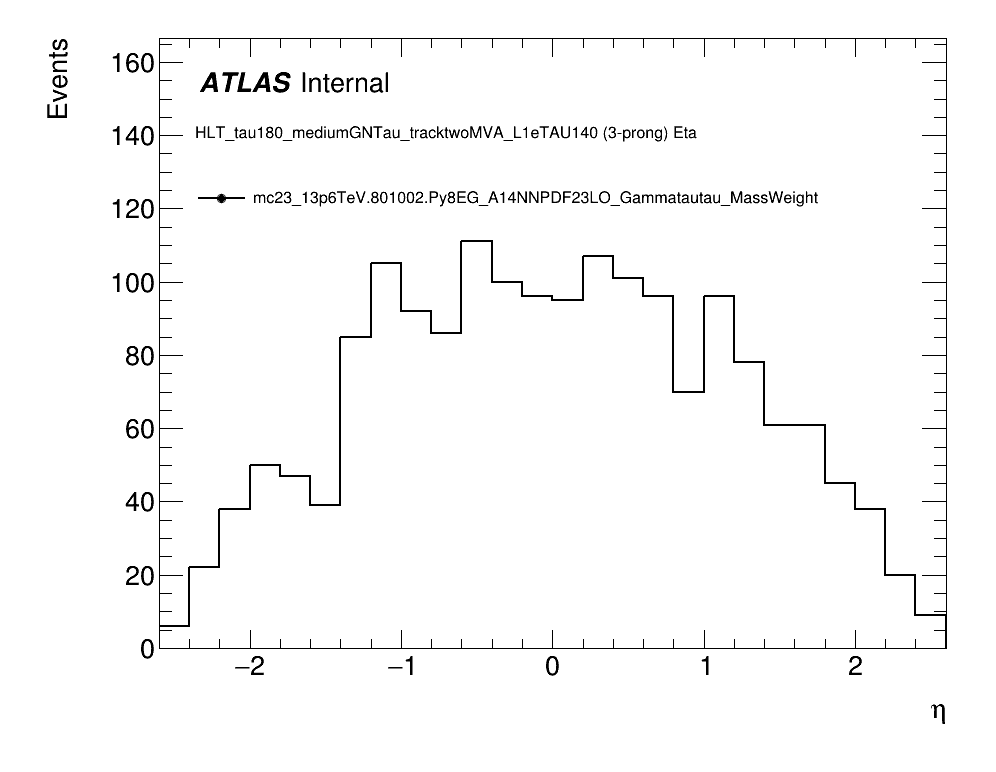 Events
160
ATLAS Internal
140
HLT_tau180_mediumGNTau_tracktwoMVA_L1eTAU140 (3-prong) Eta
mc23_13p6TeV.801002.Py8EG_A14NNPDF23LO_Gammatautau_MassWeight
120
100
80
60
40
20
0
−2 −1 0 1 2
η